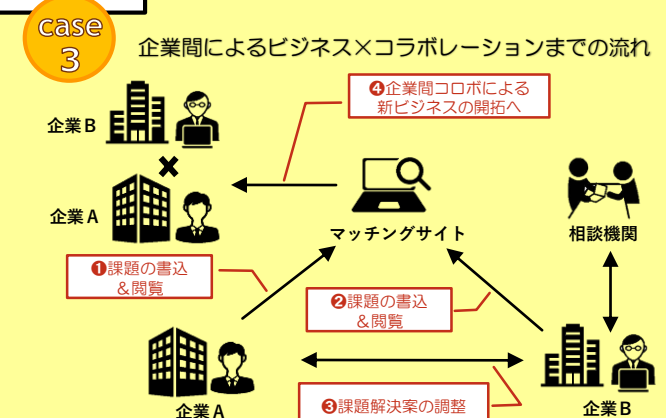 case
3
企業間によるビジネス×コラボレーションまでの流れ
❹企業間コロボによる
新ビジネスの開拓へ
企業B
企業A
マッチングサイト
相談機関
❶課題の書込
&閲覧
❷課題の書込
&閲覧
❸課題解決案の調整
企業A
企業B